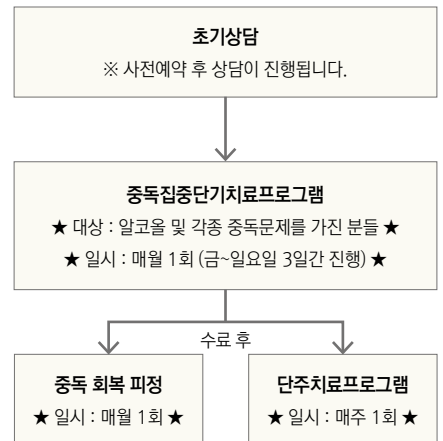 초기상담
※ 사전예약 후 상담이 진행됩니다.
중독집중단기치료프로그램
★ 대상 : 알코올 및 각종 중독문제를 가진 분들 ★
★ 일시 : 매월 1회 (금~일요일 3일간 진행) ★
수료 후
중독 회복 피정
★ 일시 : 매월 1회 ★
단주치료프로그램
★ 일시 : 매주 1회 ★